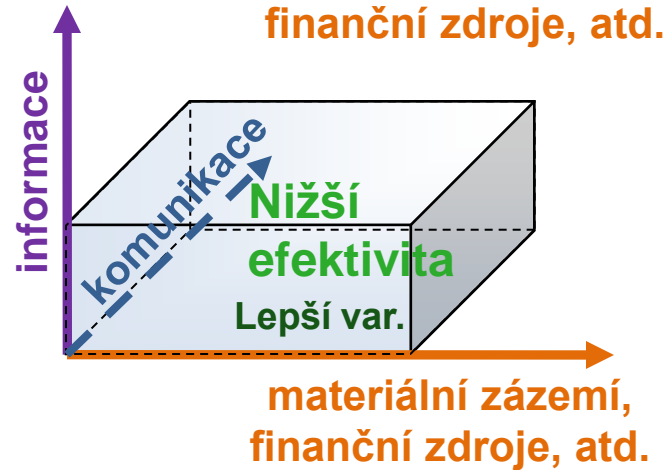 finanční zdroje, atd.
informace
komunikace
Nižší
efektivita
Lepší var.
materiální zázemí,
finanční zdroje, atd.